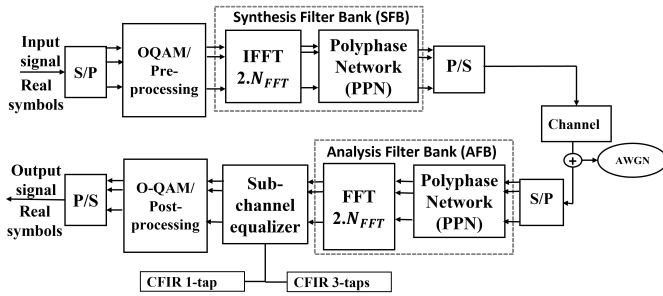 Synthesis Filter Bank (SFB)
Input
signal
Real
symbols
S/P
OQAM/
Pre-
processing
IFFT
2.N_FFT
Polyphase
Network
(PPN)
P/S
Channel
+
AWGN
Analysis Filter Bank (AFB)
Output
signal
Real
symbols
P/S
O-QAM/
Post-
processing
Sub-
channel
equalizer
FFT
2.N_FFT
Polyphase
Network
(PPN)
S/P
CFIR 1-tap
CFIR 3-taps